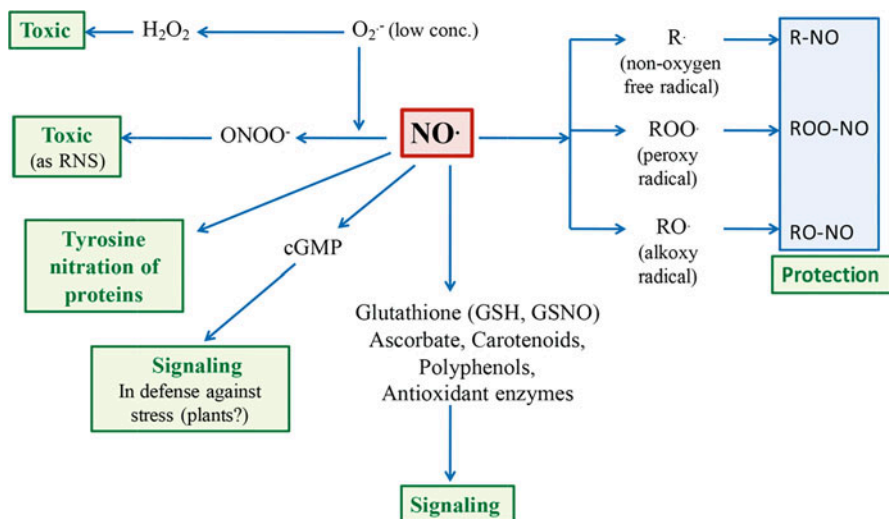 Toxic
H₂O₂
O₂·⁻ (low conc.)
R·
(non-oxygen
free radical)
R-NO
Toxic
(as RNS)
ONOO⁻
NO·
ROO·
(peroxy
radical)
ROO-NO
Tyrosine
nitration of
proteins
cGMP
RO·
(alkoxy
radical)
RO-NO
Protection
Glutathione (GSH, GSNO)
Ascorbate, Carotenoids,
Polyphenols,
Antioxidant enzymes
Signaling
In defense against
stress (plants?)
Signaling